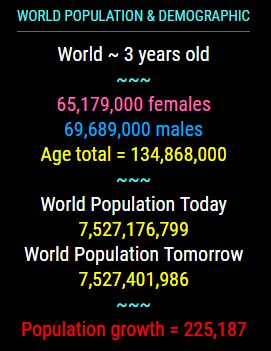 WORLD POPULATION & DEMOGRAPHIC
World ~ 3 years old
~~~
65,179,000 females
69,689,000 males
Age total = 134,868,000
~~~
World Population Today
7,527,176,799
World Population Tomorrow
7,527,401,986
~~~
Population growth = 225,187